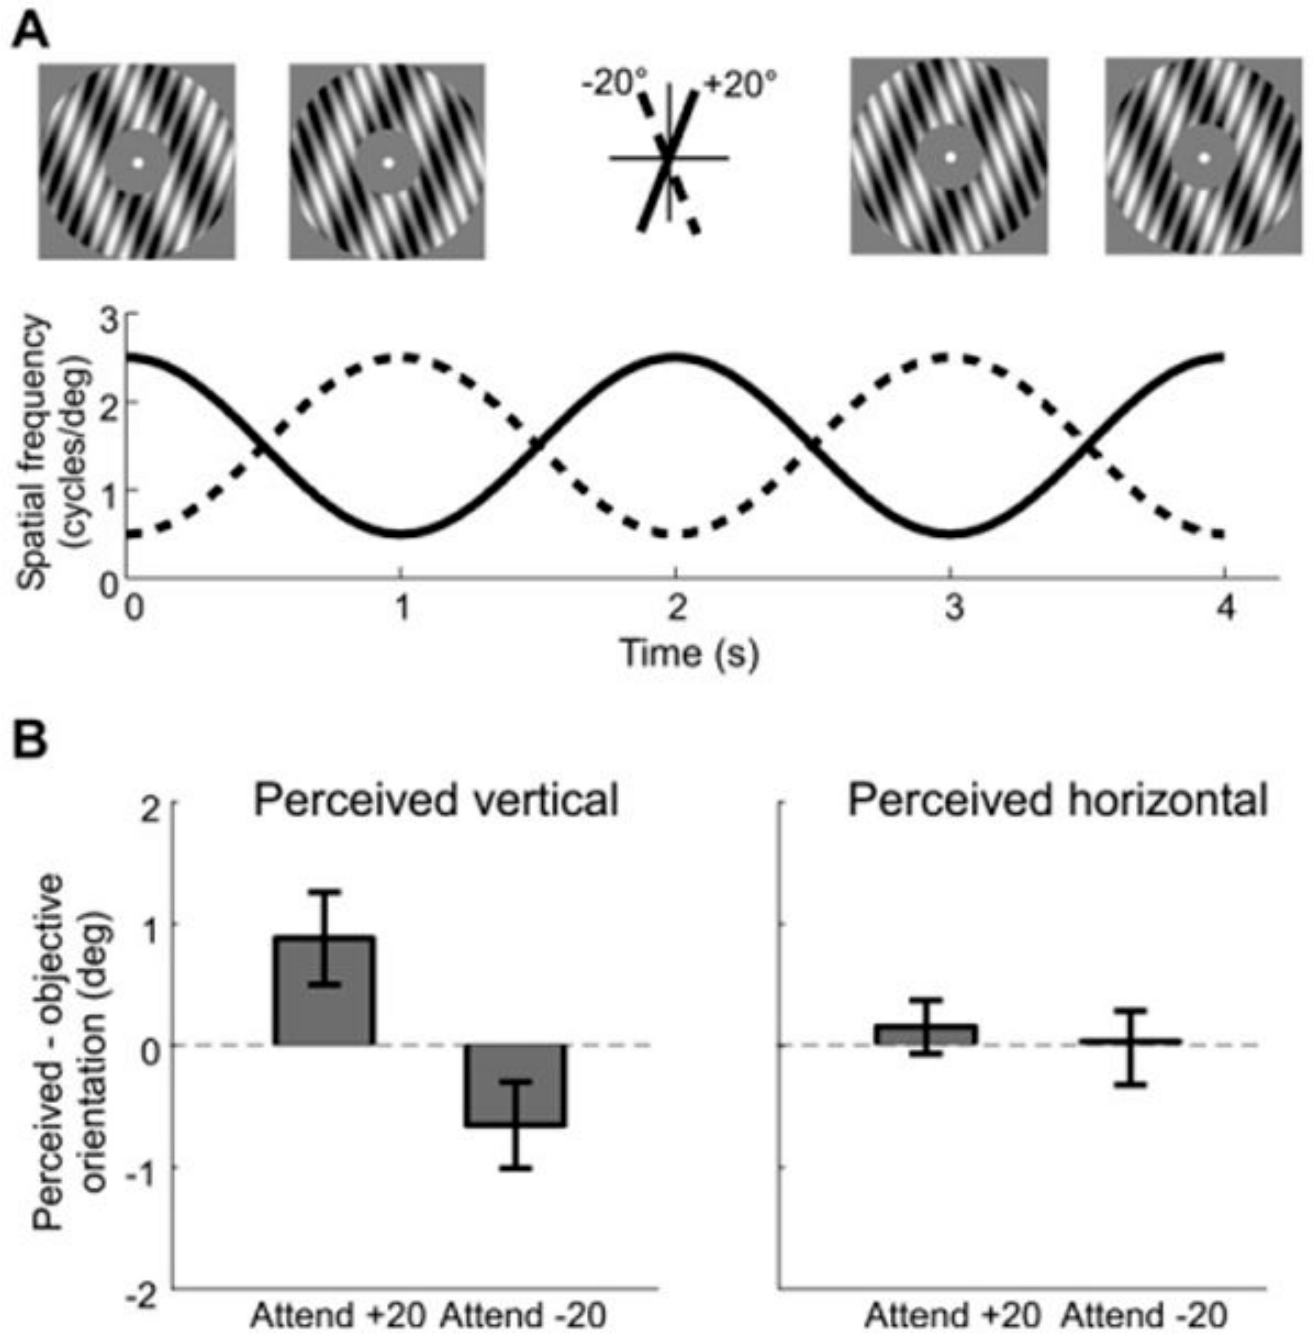 A
-20° +20°
Spatial frequency
(cycles/deg)
3
2
1
0
0 1 2 3 4
Time (s)
B
Perceived vertical
Perceived horizontal
Perceived - objective
orientation (deg)
2
1
0
-1
-2
Attend +20 Attend -20
Attend +20 Attend -20